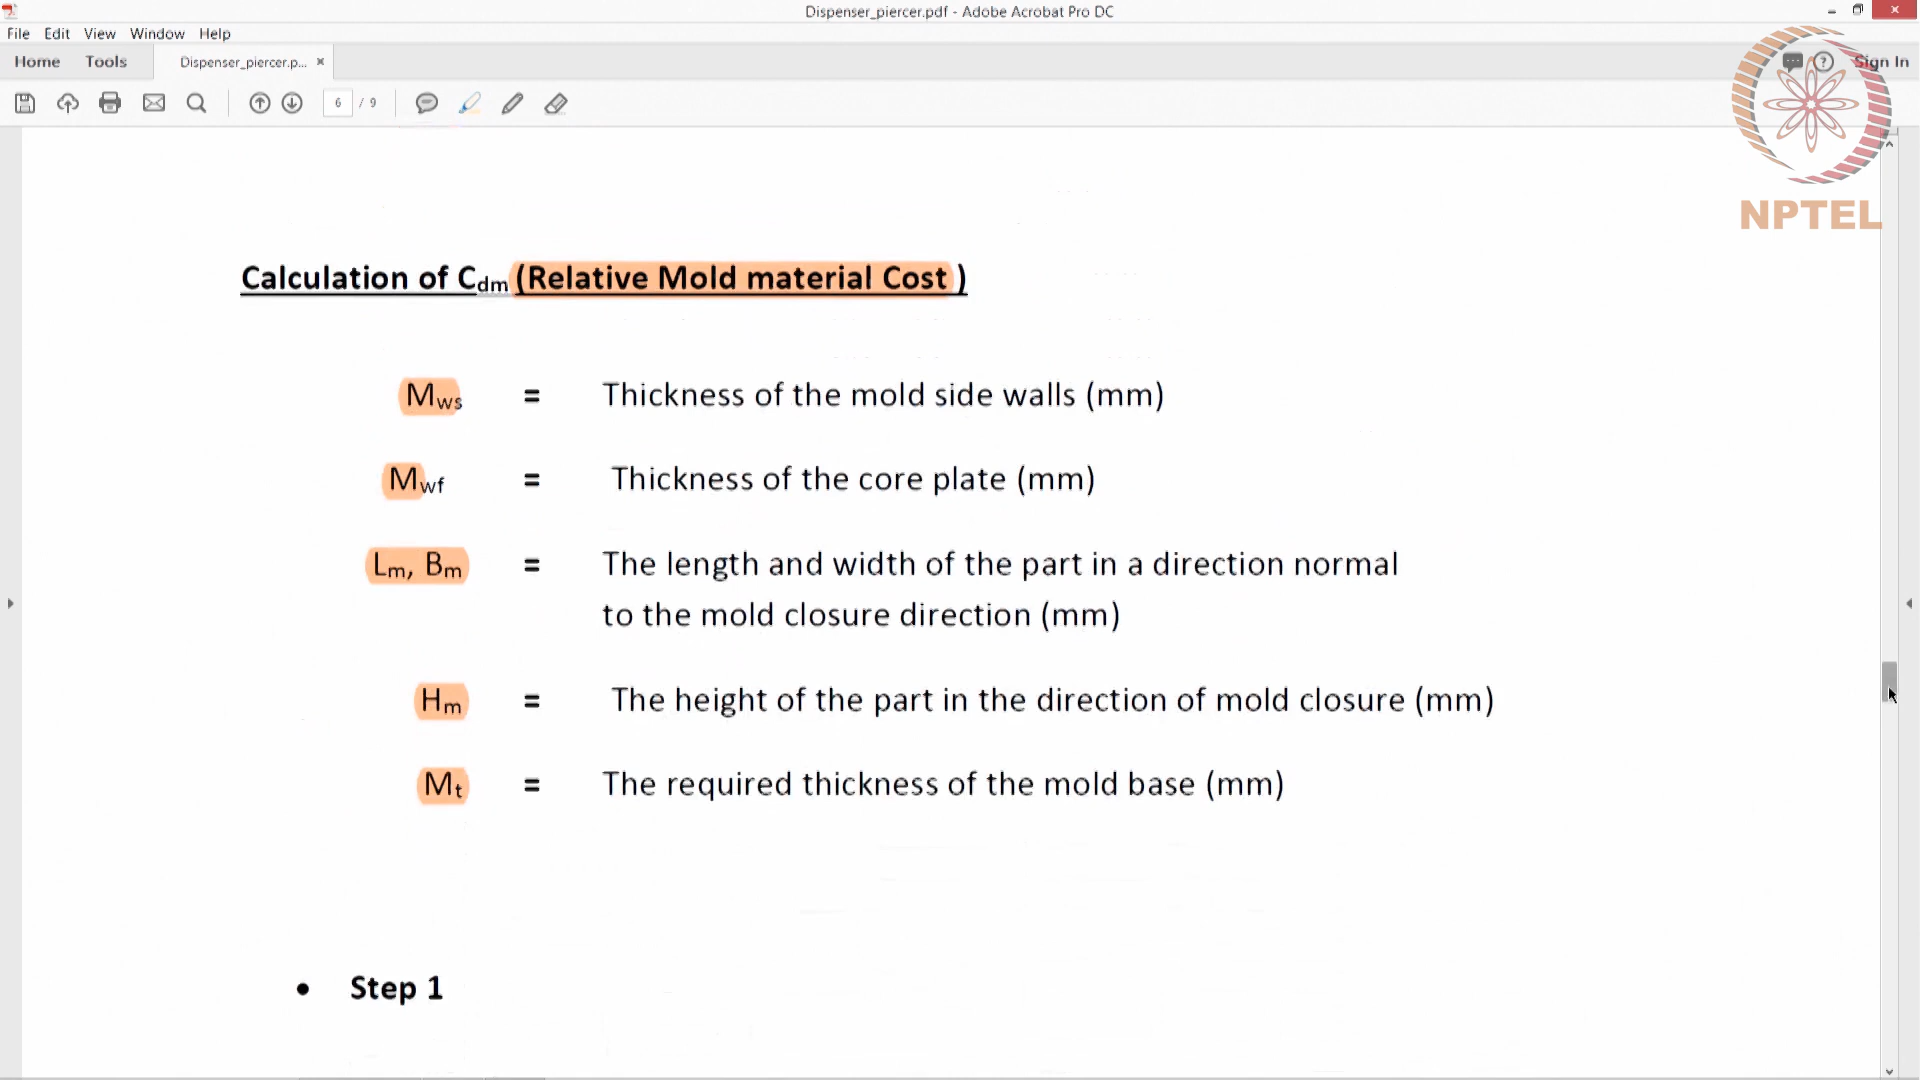 Dispenser_piercer.pdf - Adobe Acrobat Pro DC
File Edit View Window Help
Home Tools Dispenser_piercer.p... × Sign In
6 / 9
NPTEL
Calculation of Cdm (Relative Mold material Cost )
Mws = Thickness of the mold side walls (mm)
Mwf = Thickness of the core plate (mm)
Lm, Bm = The length and width of the part in a direction normal
to the mold closure direction (mm)
Hm = The height of the part in the direction of mold closure (mm)
Mt = The required thickness of the mold base (mm)
• Step 1